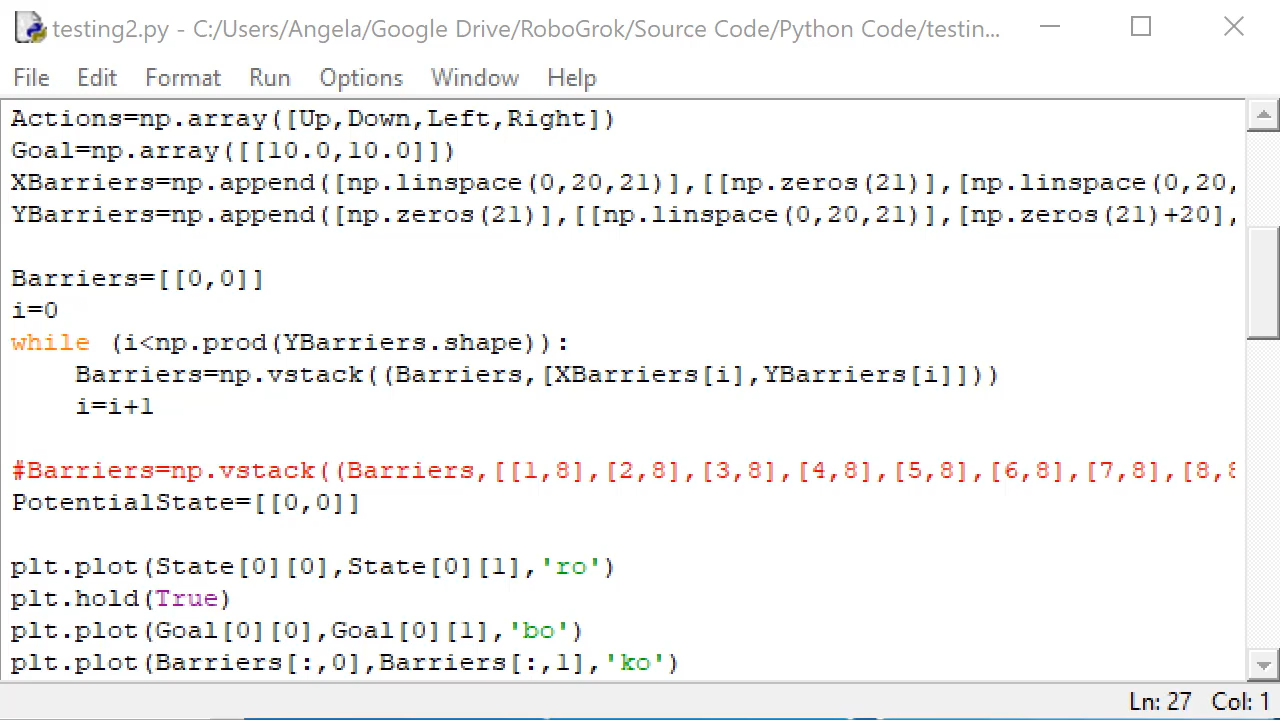 testing2.py - C:/Users/Angela/Google Drive/RoboGrok/Source Code/Python Code/testin...
File Edit Format Run Options Window Help
Actions=np.array([Up,Down,Left,Right])
Goal=np.array([[10.0,10.0]])
XBarriers=np.append([np.linspace(0,20,21)],[[np.zeros(21)],[np.linspace(0,20,
YBarriers=np.append([np.zeros(21)],[[np.linspace(0,20,21)],[np.zeros(21)+20],
Barriers=[[0,0]]
i=0
while (i<np.prod(YBarriers.shape)):
    Barriers=np.vstack((Barriers,[XBarriers[i],YBarriers[i]]))
    i=i+1
#Barriers=np.vstack((Barriers,[[1,8],[2,8],[3,8],[4,8],[5,8],[6,8],[7,8],[8,8
PotentialState=[[0,0]]
plt.plot(State[0][0],State[0][1],'ro')
plt.hold(True)
plt.plot(Goal[0][0],Goal[0][1],'bo')
plt.plot(Barriers[:,0],Barriers[:,1],'ko')
Ln: 27 Col: 1